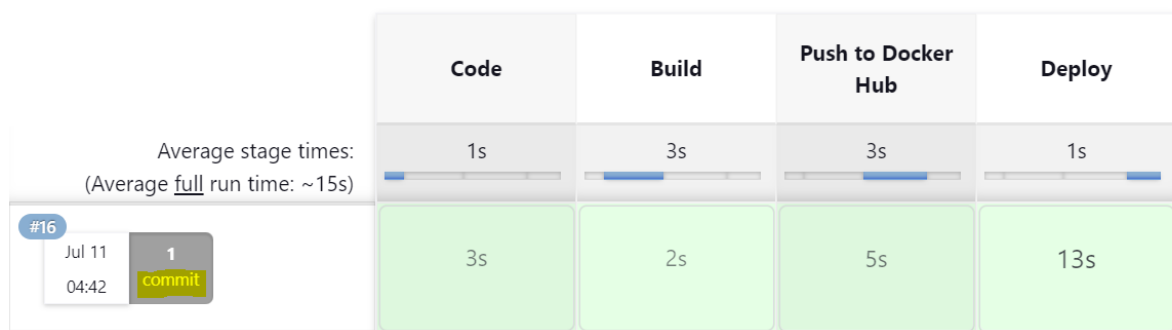 Code
Build
Push to Docker
Hub
Deploy
Average stage times:
(Average full run time: ~15s)
1s
3s
3s
1s
#16
Jul 11
04:42
1
commit
3s
2s
5s
13s